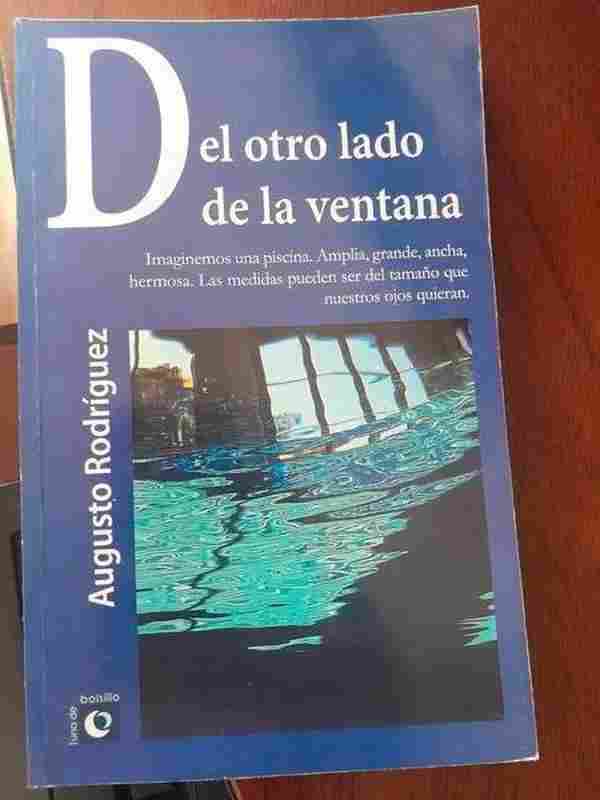 Del otro lado
de la ventana
Imaginemos una piscina. Amplia, grande, ancha,
hermosa. Las medidas pueden ser del tamaño que
nuestros ojos quieran.
Augusto Rodríguez
luna de
bolsillo